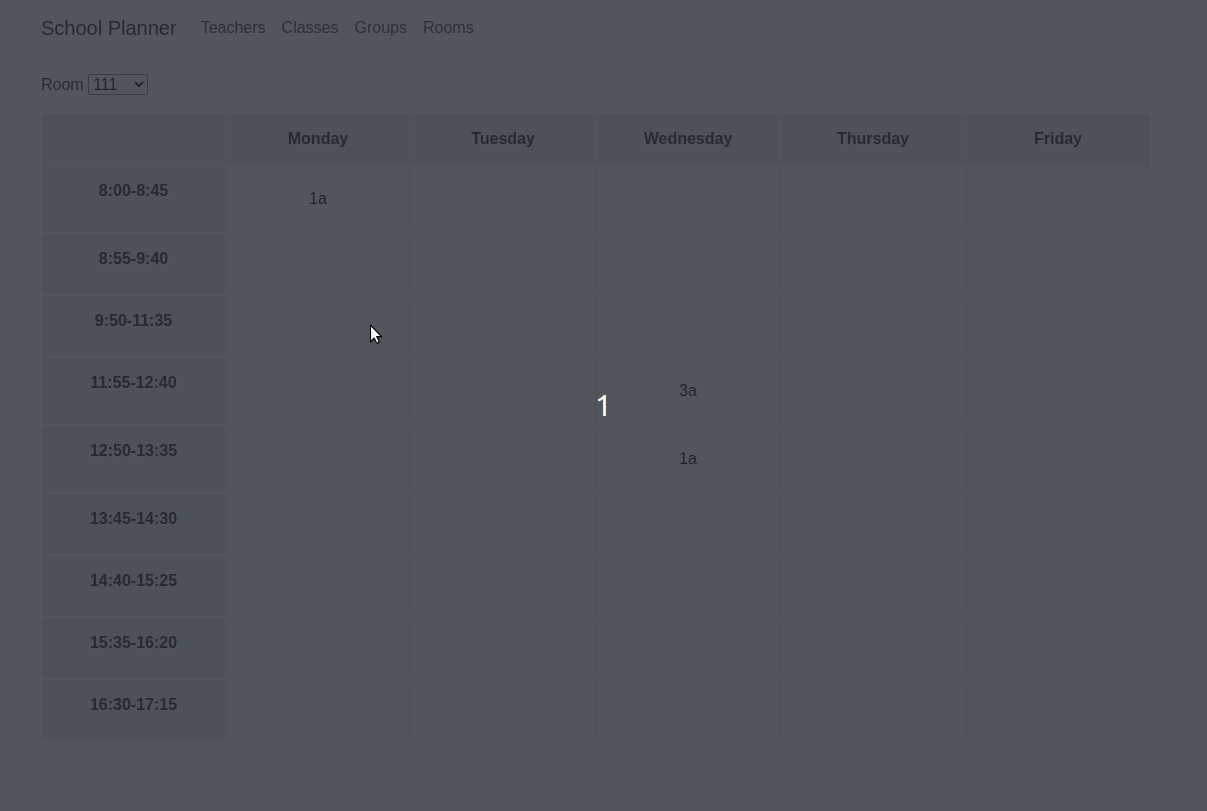 School Planner Teachers Classes Groups Rooms
Room 111
Monday Tuesday Wednesday Thursday Friday
8:00-8:45 1a
8:55-9:40
9:50-11:35
11:55-12:40 3a
1
12:50-13:35 1a
13:45-14:30
14:40-15:25
15:35-16:20
16:30-17:15